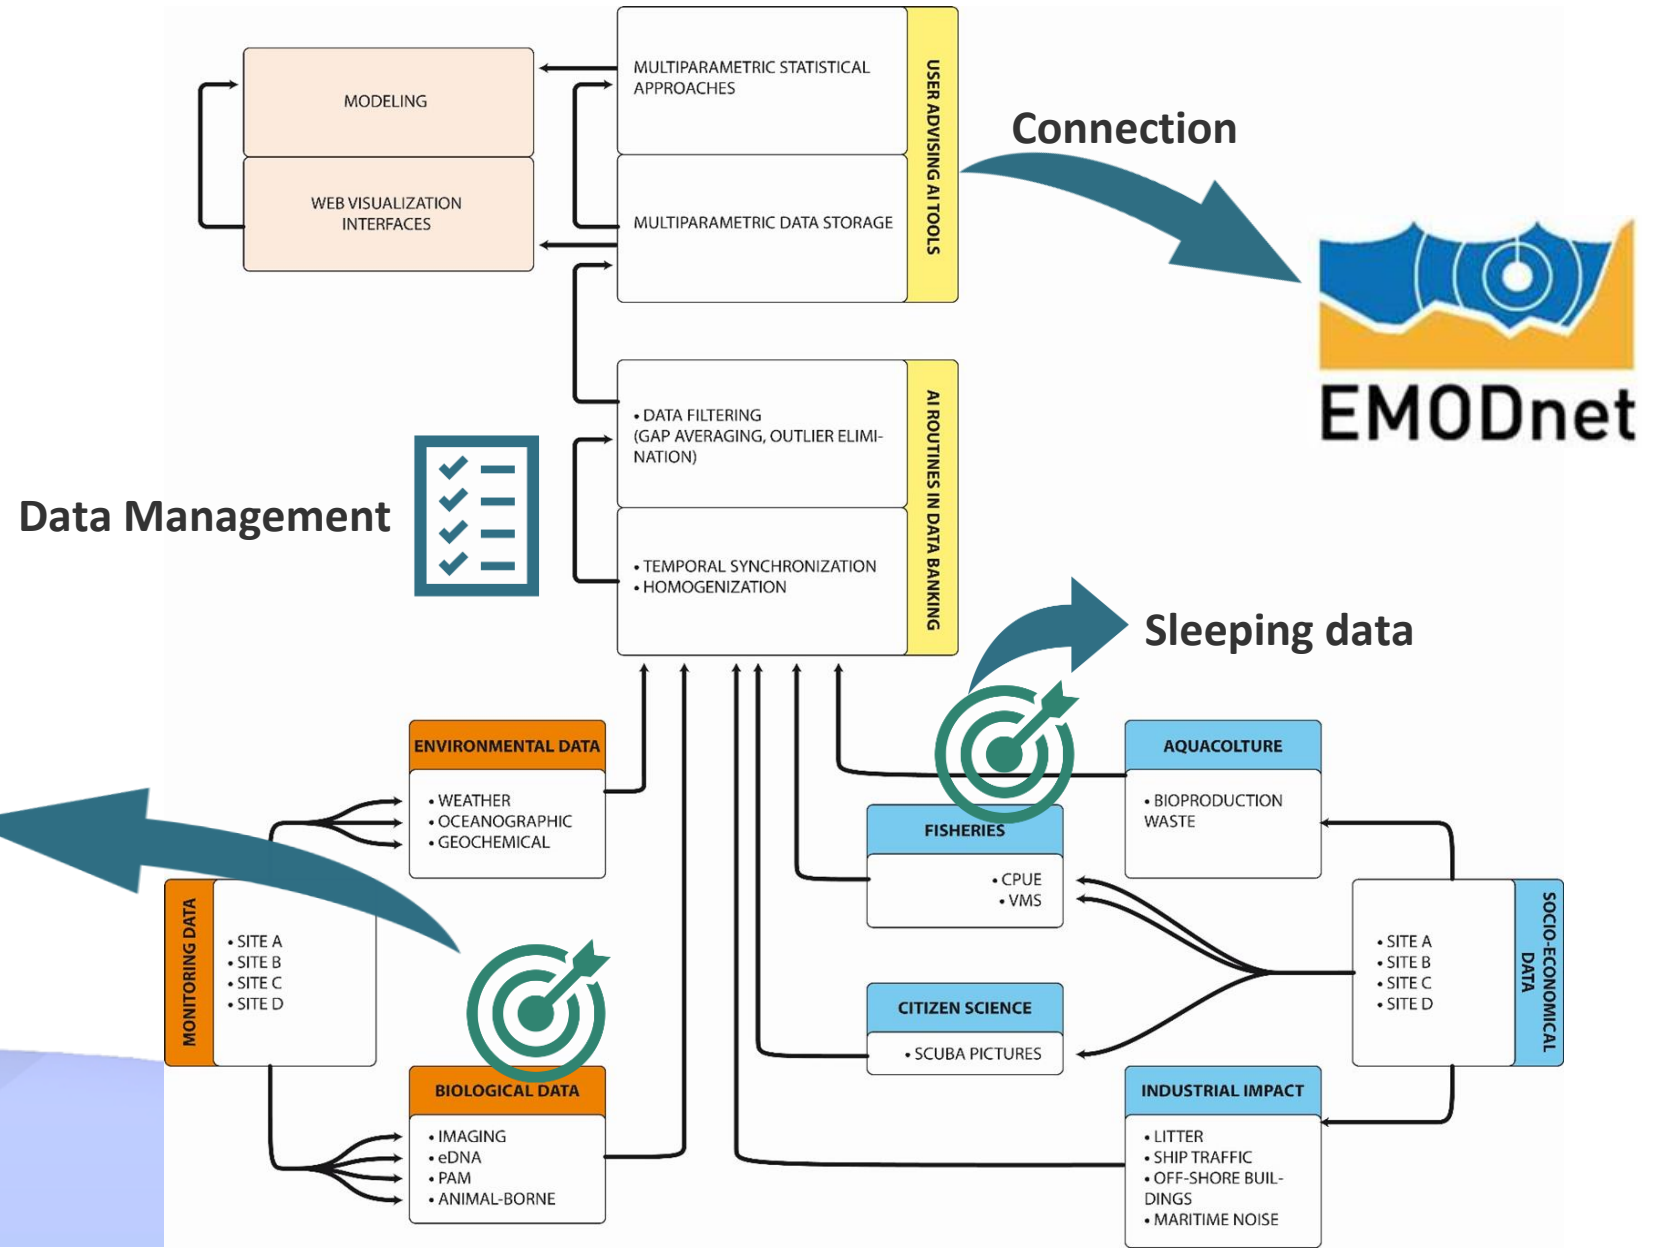 MULTIPARAMETRIC STATISTICAL
APPROACHES
MULTIPARAMETRIC DATA STORAGE
USER ADVISING AI TOOLS
MODELING
WEB VISUALIZATION
INTERFACES
Connection
EMODnet
• DATA FILTERING
(GAP AVERAGING, OUTLIER ELIMI-
NATION)
• TEMPORAL SYNCHRONIZATION
• HOMOGENIZATION
AI ROUTINES IN DATA BANKING
Data Management
Sleeping data
ENVIRONMENTAL DATA
• WEATHER
• OCEANOGRAPHIC
• GEOCHEMICAL
MONITORING DATA
• SITE A
• SITE B
• SITE C
• SITE D
BIOLOGICAL DATA
• IMAGING
• eDNA
• PAM
• ANIMAL-BORNE
AQUACOLTURE
• BIOPRODUCTION
WASTE
FISHERIES
• CPUE
• VMS
CITIZEN SCIENCE
• SCUBA PICTURES
INDUSTRIAL IMPACT
• LITTER
• SHIP TRAFFIC
• OFF-SHORE BUIL-
DINGS
• MARITIME NOISE
• SITE A
• SITE B
• SITE C
• SITE D
SOCIO-ECONOMICAL
DATA